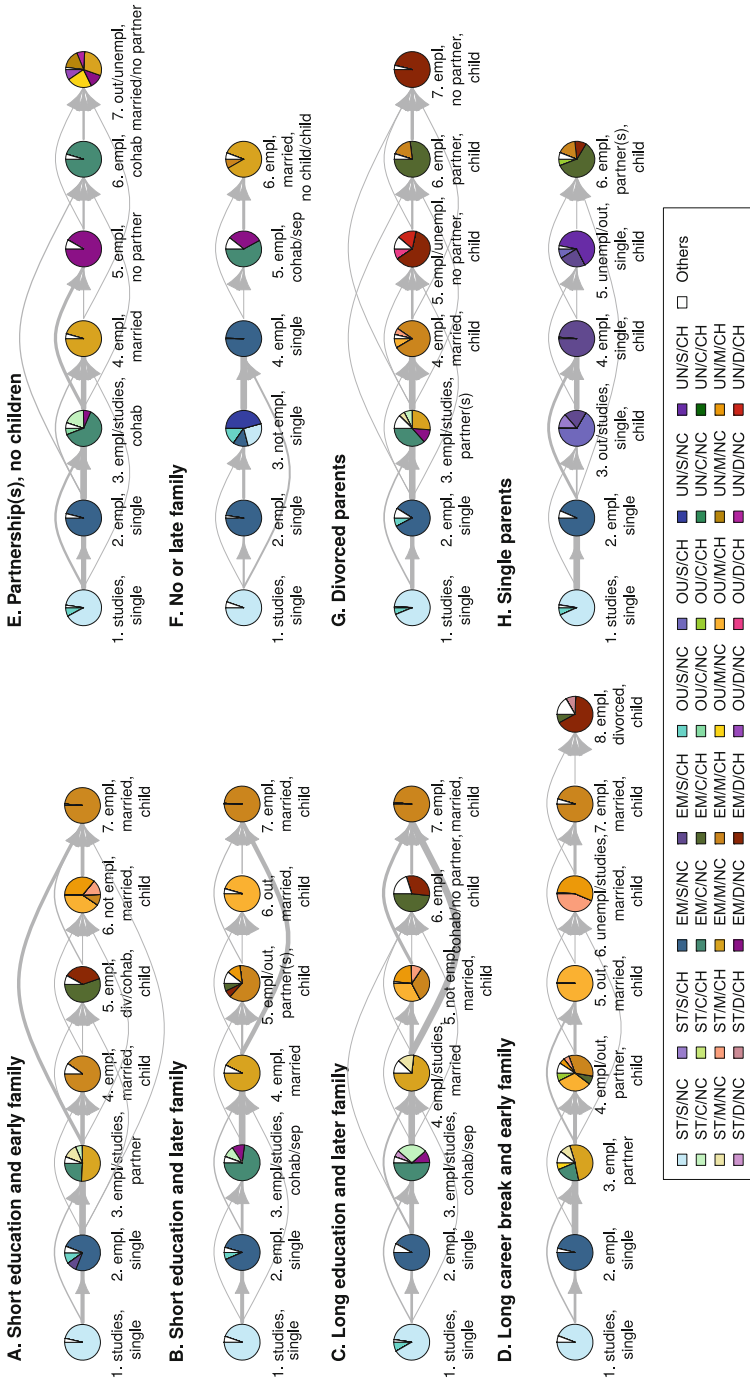 A. Short education and early family
1. studies,
single
2. empl,
single
3. empl/studies,
partner
4. empl,
married,
child
5. empl,
div/cohab,
child
6. not empl,
married,
child
7. empl,
married,
child
B. Short education and later family
1. studies,
single
2. empl,
single
3. empl/studies,
cohab/sep
4. empl,
married
5. empl/out,
partner(s),
child
6. out,
married,
child
7. empl,
married,
child
C. Long education and later family
1. studies,
single
2. empl,
single
3. empl/studies,
cohab/sep
4. empl/studies,
married
5. not empl,
married,
child
6. empl,
cohab/no partner,
child
7. empl,
married,
child
D. Long career break and early family
1. studies,
single
2. empl,
single
3. empl,
partner
4. empl/out,
partner,
child
5. out,
married,
child
6. unempl/studies,
married,
child
7. empl,
married,
child
8. empl,
divorced,
child
E. Partnership(s), no children
1. studies,
single
2. empl,
single
3. empl/studies,
cohab
4. empl,
married
5. empl,
no partner
6. empl,
cohab
7. out/unempl,
married/no partner
F. No or late family
1. studies,
single
2. empl,
single
3. not empl,
single
4. empl,
single
5. empl,
cohab/sep
6. empl,
married,
no child/child
G. Divorced parents
1. studies,
single
2. empl,
single
3. empl/studies,
partner(s)
4. empl,
married,
child
5. empl/unempl,
no partner,
child
6. empl,
partner,
child
7. empl,
no partner,
child
H. Single parents
1. studies,
single
2. empl,
single
3. out/studies,
single,
child
4. empl,
single,
child
5. unempl/out,
single,
child
6. empl,
partner(s),
child
ST/S/NC ST/S/CH EM/S/NC EM/S/CH OU/S/NC OU/S/CH UN/S/NC UN/S/CH Others
ST/C/NC ST/C/CH EM/C/NC EM/C/CH OU/C/NC OU/C/CH UN/C/NC UN/C/CH
ST/M/NC ST/M/CH EM/M/NC EM/M/CH OU/M/NC OU/M/CH UN/M/NC UN/M/CH
ST/D/NC ST/D/CH EM/D/NC EM/D/CH OU/D/NC OU/D/CH UN/D/NC UN/D/CH